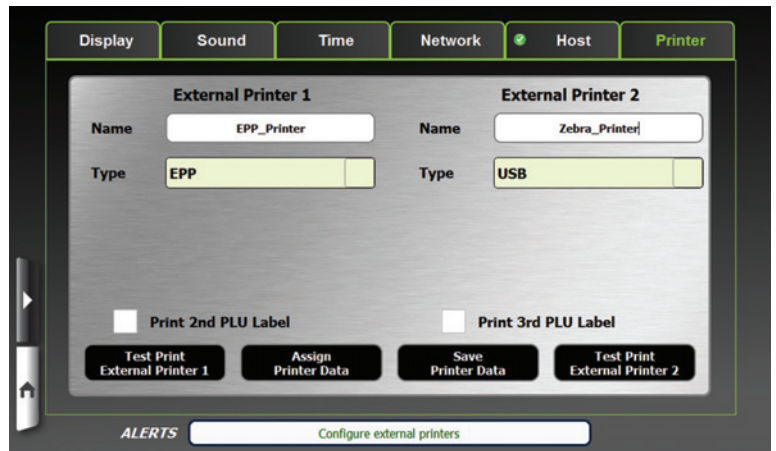 Display Sound Time Network Host Printer
External Printer 1 External Printer 2
Name EPP_Printer Name Zebra_Printer
Type EPP Type USB
Print 2nd PLU Label Print 3rd PLU Label
Test Print Assign Save Test Print
External Printer 1 Printer Data Printer Data External Printer 2
ALERTS Configure external printers